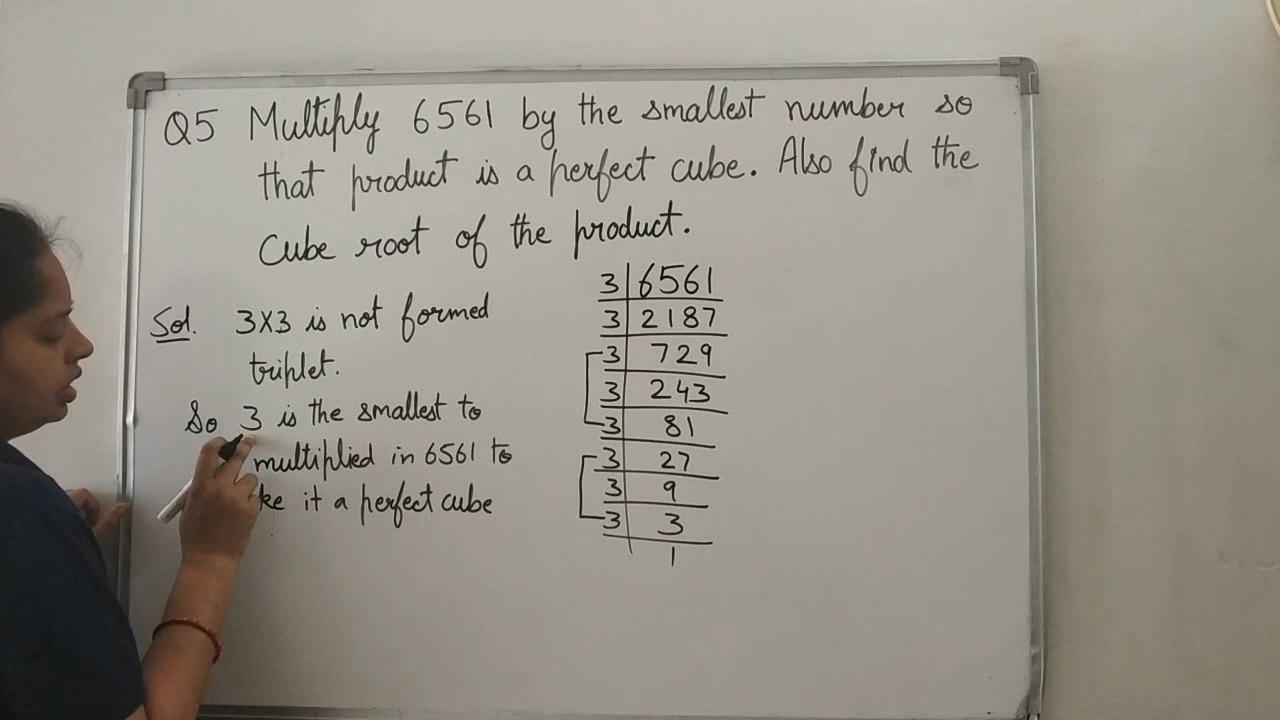 Q5 Multiply 6561 by the smallest number so
that product is a perfect cube. Also find the
Cube root of the product.
Sol. 3x3 is not formed
triplet.
So 3 is the smallest to
multiplied in 6561 to
ke it a perfect cube
3 6561
3 2187
3 729
3 243
3 81
3 27
3 9
3 3
1